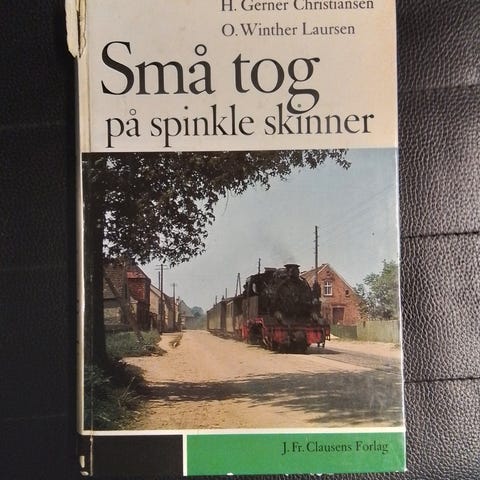 H. Gerner Christiansen
O. Winther Laursen
Små tog
på spinkle skinner
J. Fr. Clausens Forlag